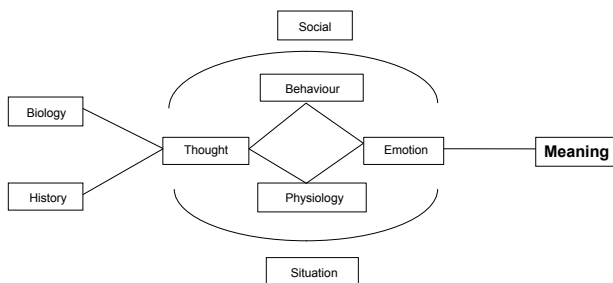 Social
Behaviour
Biology
Thought
Emotion
Meaning
History
Physiology
Situation